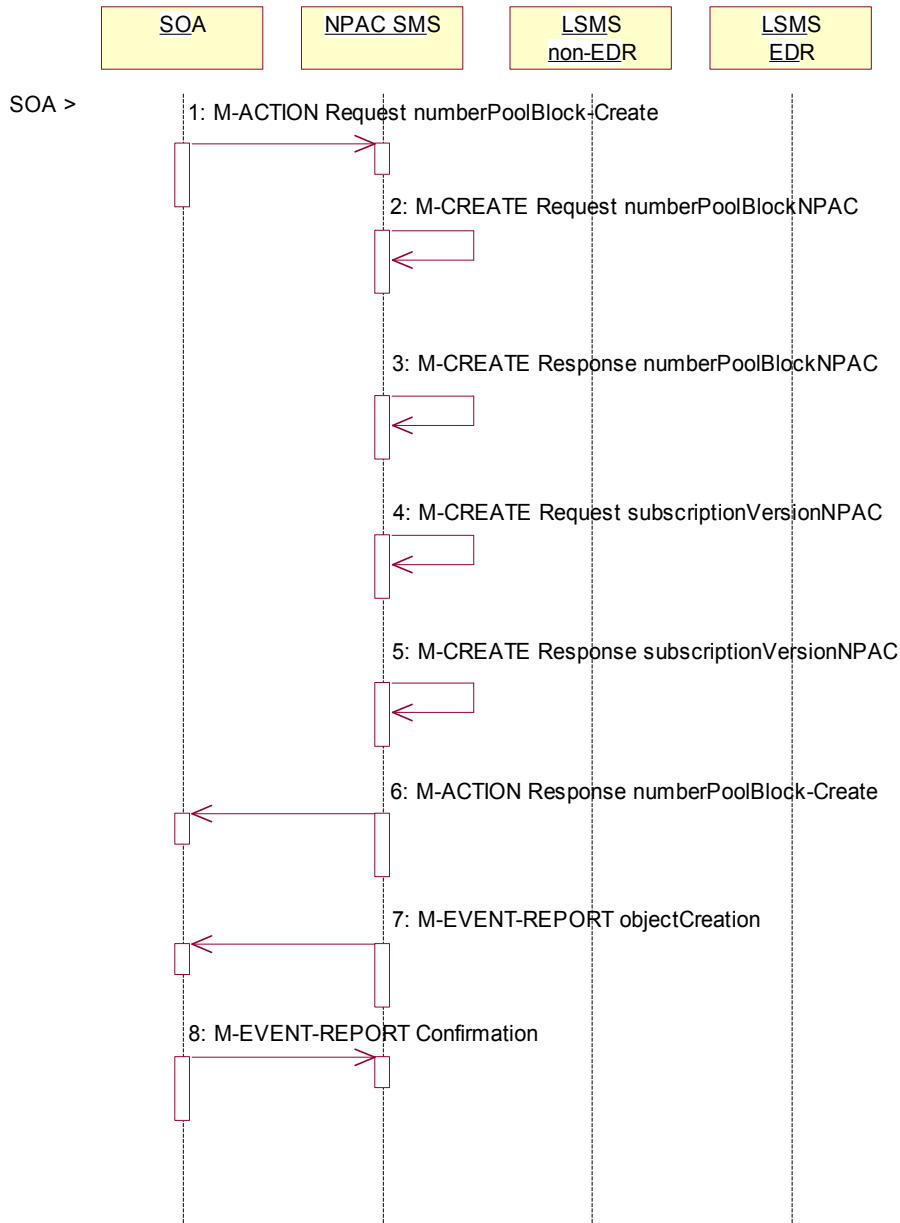 SOA
NPAC SMS
LSMS
non-EDR
LSMS
EDR
SOA >
1: M-ACTION Request numberPoolBlock-Create
2: M-CREATE Request numberPoolBlockNPAC
3: M-CREATE Response numberPoolBlockNPAC
4: M-CREATE Request subscriptionVersionNPAC
5: M-CREATE Response subscriptionVersionNPAC
6: M-ACTION Response numberPoolBlock-Create
7: M-EVENT-REPORT objectCreation
8: M-EVENT-REPORT Confirmation